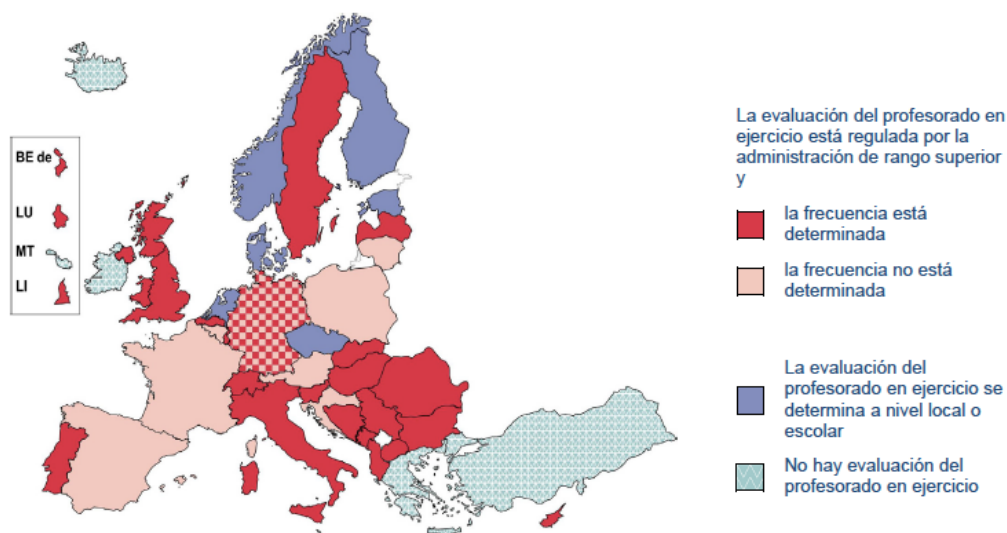 BE de
LU
MT
LI
La evaluación del profesorado en
ejercicio está regulada por la
administración de rango superior
y
la frecuencia está
determinada
la frecuencia no está
determinada
La evaluación del
profesorado en ejercicio se
determina a nivel local o
escolar
No hay evaluación del
profesorado en ejercicio